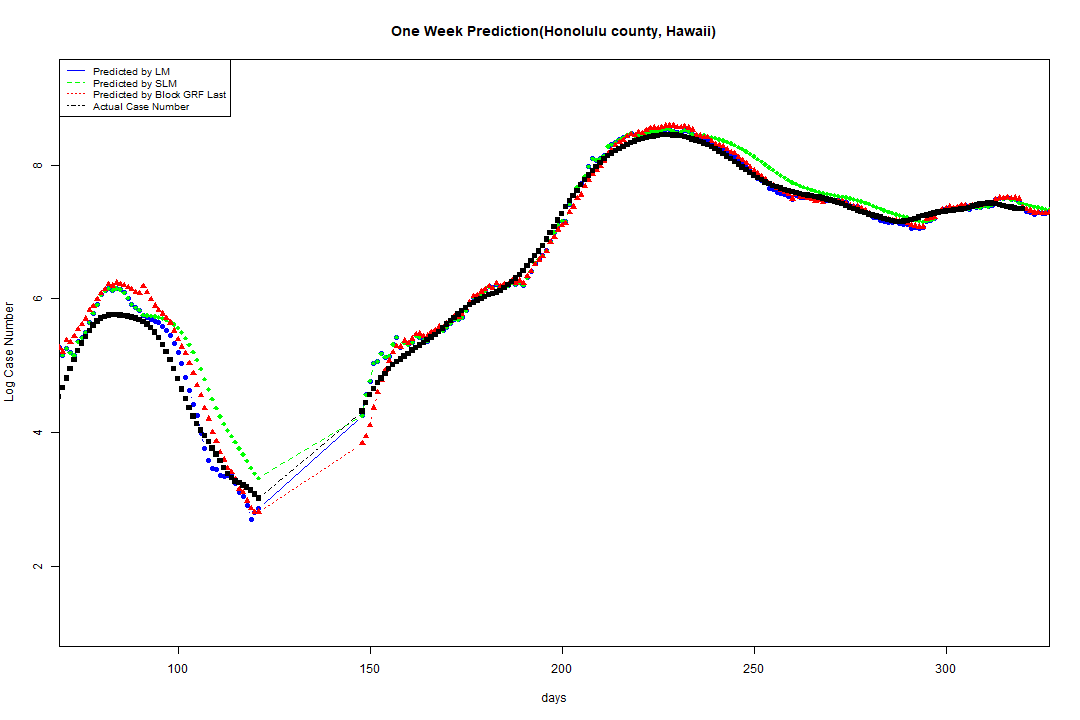 One Week Prediction(Honolulu county, Hawaii)
Predicted by LM
Predicted by SLM
Predicted by Block GRF Last
Actual Case Number
8
6
4
2
Log Case Number
100 150 200 250 300
days